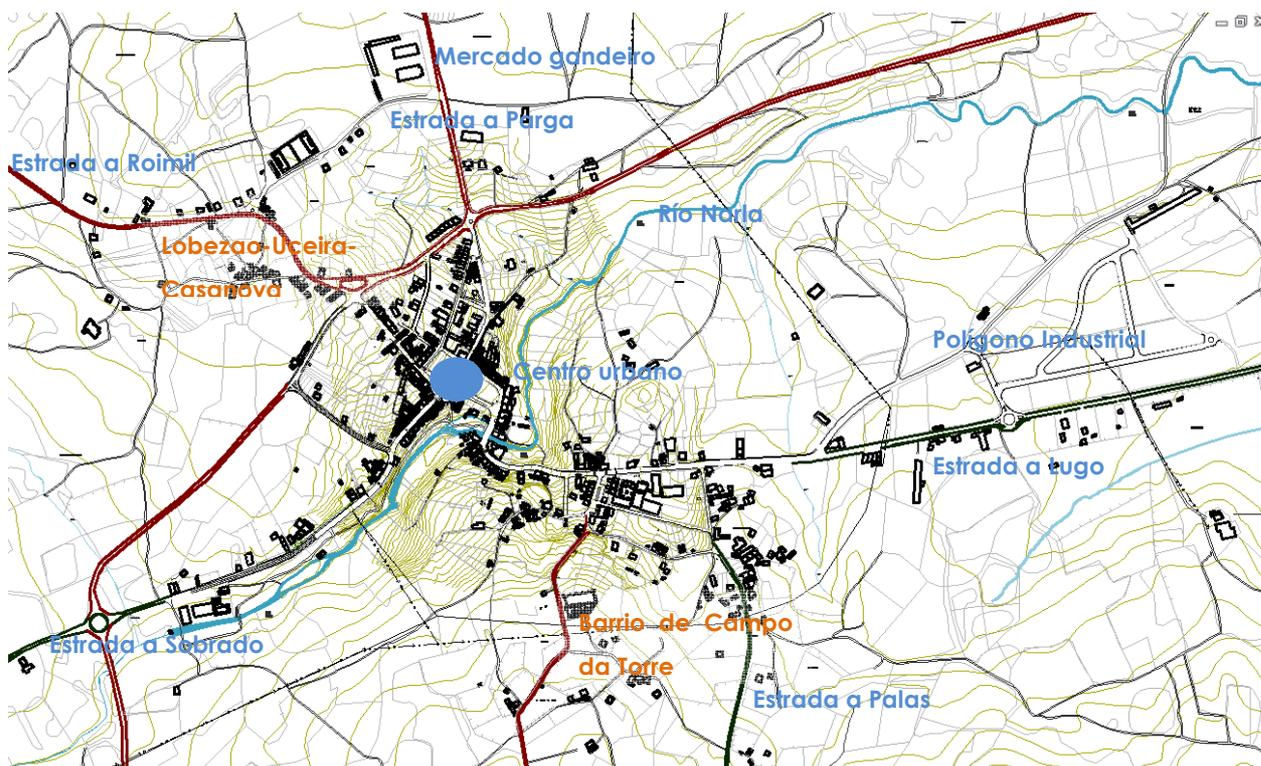 Mercado gandeiro
Estrada a Parga
Estrada a Roimil
Río Narla
Lobezao-Uceira-
Casanova
Polígono Industrial
Centro urbano
Estrada a Lugo
Barrio de Campo
da Torre
Estrada a Sobrado
Estrada a Palas